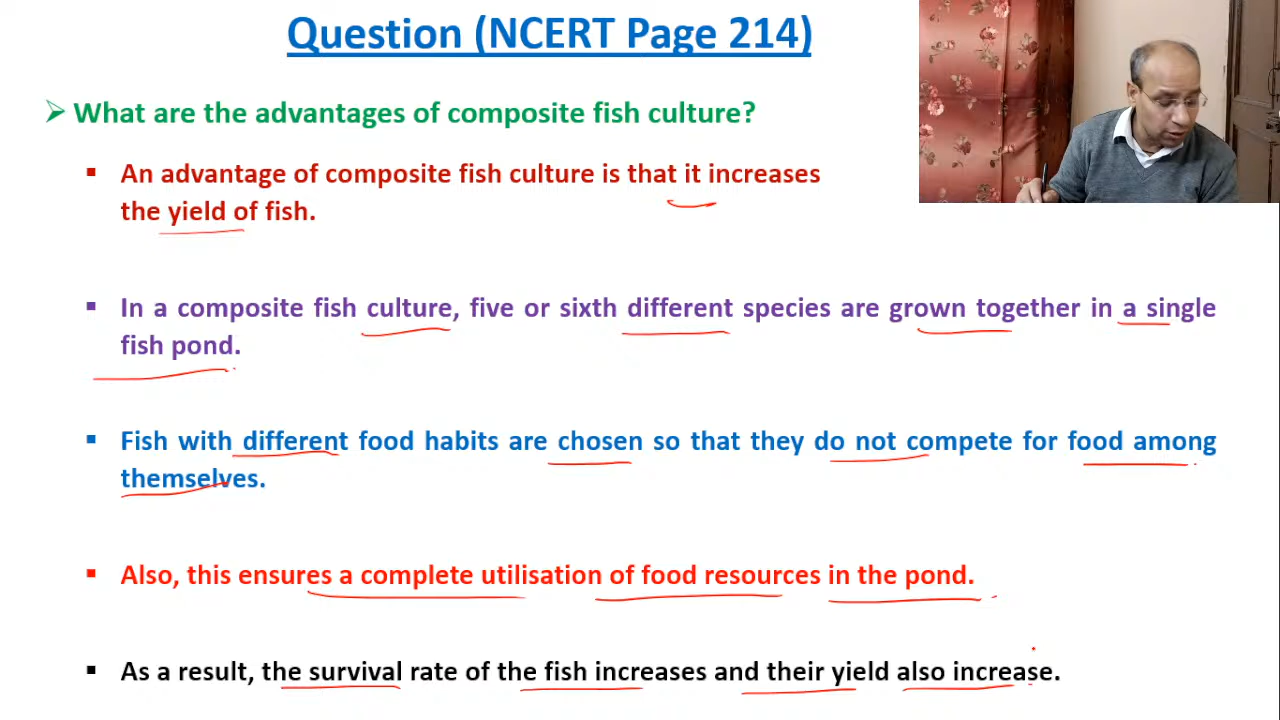 Question (NCERT Page 214)
What are the advantages of composite fish culture?
An advantage of composite fish culture is that it increases
the yield of fish.
In a composite fish culture, five or sixth different species are grown together in a single
fish pond.
Fish with different food habits are chosen so that they do not compete for food among
themselves.
Also, this ensures a complete utilisation of food resources in the pond.
As a result, the survival rate of the fish increases and their yield also increase.